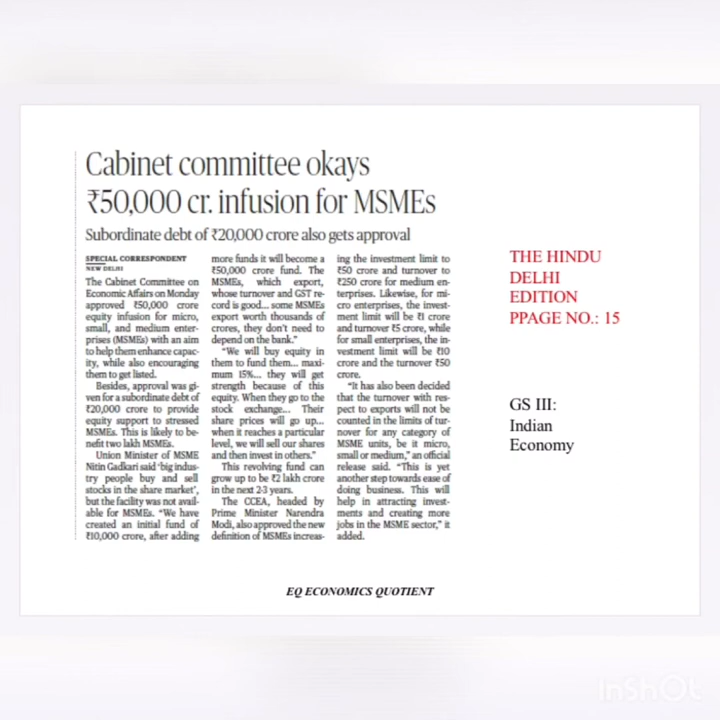 Cabinet committee okays
₹50,000 cr. infusion for MSMEs
Subordinate debt of ₹20,000 crore also gets approval
SPECIAL CORRESPONDENT
NEW DELHI
The Cabinet Committee on
Economic Affairs on Monday
approved ₹50,000 crore
equity infusion for micro,
small, and medium enter-
prises (MSMEs) with an aim
to help them enhance capac-
ity, while also encouraging
them to get listed.
Besides, approval was gi-
ven for a subordinate debt of
₹20,000 crore to provide
equity support to stressed
MSMEs. This is likely to be-
nefit two lakh MSMEs.
Union Minister of MSME
Nitin Gadkari said 'big indus-
try people buy and sell
stocks in the share market',
but the facility was not avail-
able for MSMEs. "We have
created an initial fund of
₹10,000 crore, after adding
more funds it will become a
₹50,000 crore fund. The
MSMEs, which export,
whose turnover and GST re-
cord is good... some MSMEs
export worth thousands of
crores, they don't need to
depend on the bank."
"We will buy equity in
them to fund them... maxi-
mum 15%... they will get
strength because of this
equity. When they go to the
stock exchange... Their
share prices will go up...
when it reaches a particular
level, we will sell our shares
and then invest in others."
This revolving fund can
grow up to be ₹2 lakh crore
in the next 2-3 years.
The CCEA, headed by
Prime Minister Narendra
Modi, also approved the new
definition of MSMEs increas-
ing the investment limit to
₹50 crore and turnover to
₹250 crore for medium en-
terprises. Likewise, for mi-
cro enterprises, the invest-
ment limit will be ₹1 crore
and turnover ₹5 crore, while
for small enterprises, the in-
vestment limit will be ₹10
crore and the turnover ₹50
crore.
"It has also been decided
that the turnover with res-
pect to exports will not be
counted in the limits of tur-
nover for any category of
MSME units, be it micro,
small or medium," an official
release said. "This is yet
another step towards ease of
doing business. This will
help in attracting invest-
ments and creating more
jobs in the MSME sector," it
added.
THE HINDU
DELHI
EDITION
PPAGE NO.: 15
GS III:
Indian
Economy
EQ ECONOMICS QUOTIENT
InShOt